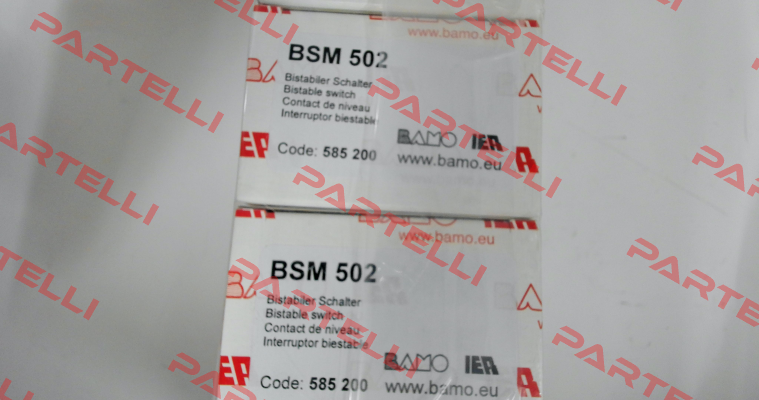 www.bamo.eu
BSM 502
Bistabiler Schalter
Bistable switch
Contact de niveau
Interruptor biestable
BAMO IER
Code: 585 200 www.bamo.eu
www.bamo.eu
BSM 502
Bistabiler Schalter
Bistable switch
Contact de niveau
Interruptor biestable
BAMO IER
Code: 585 200 www.bamo.eu
PARTELLI
PARTELLI
PARTELLI
PARTELLI
PARTELLI
PARTELLI